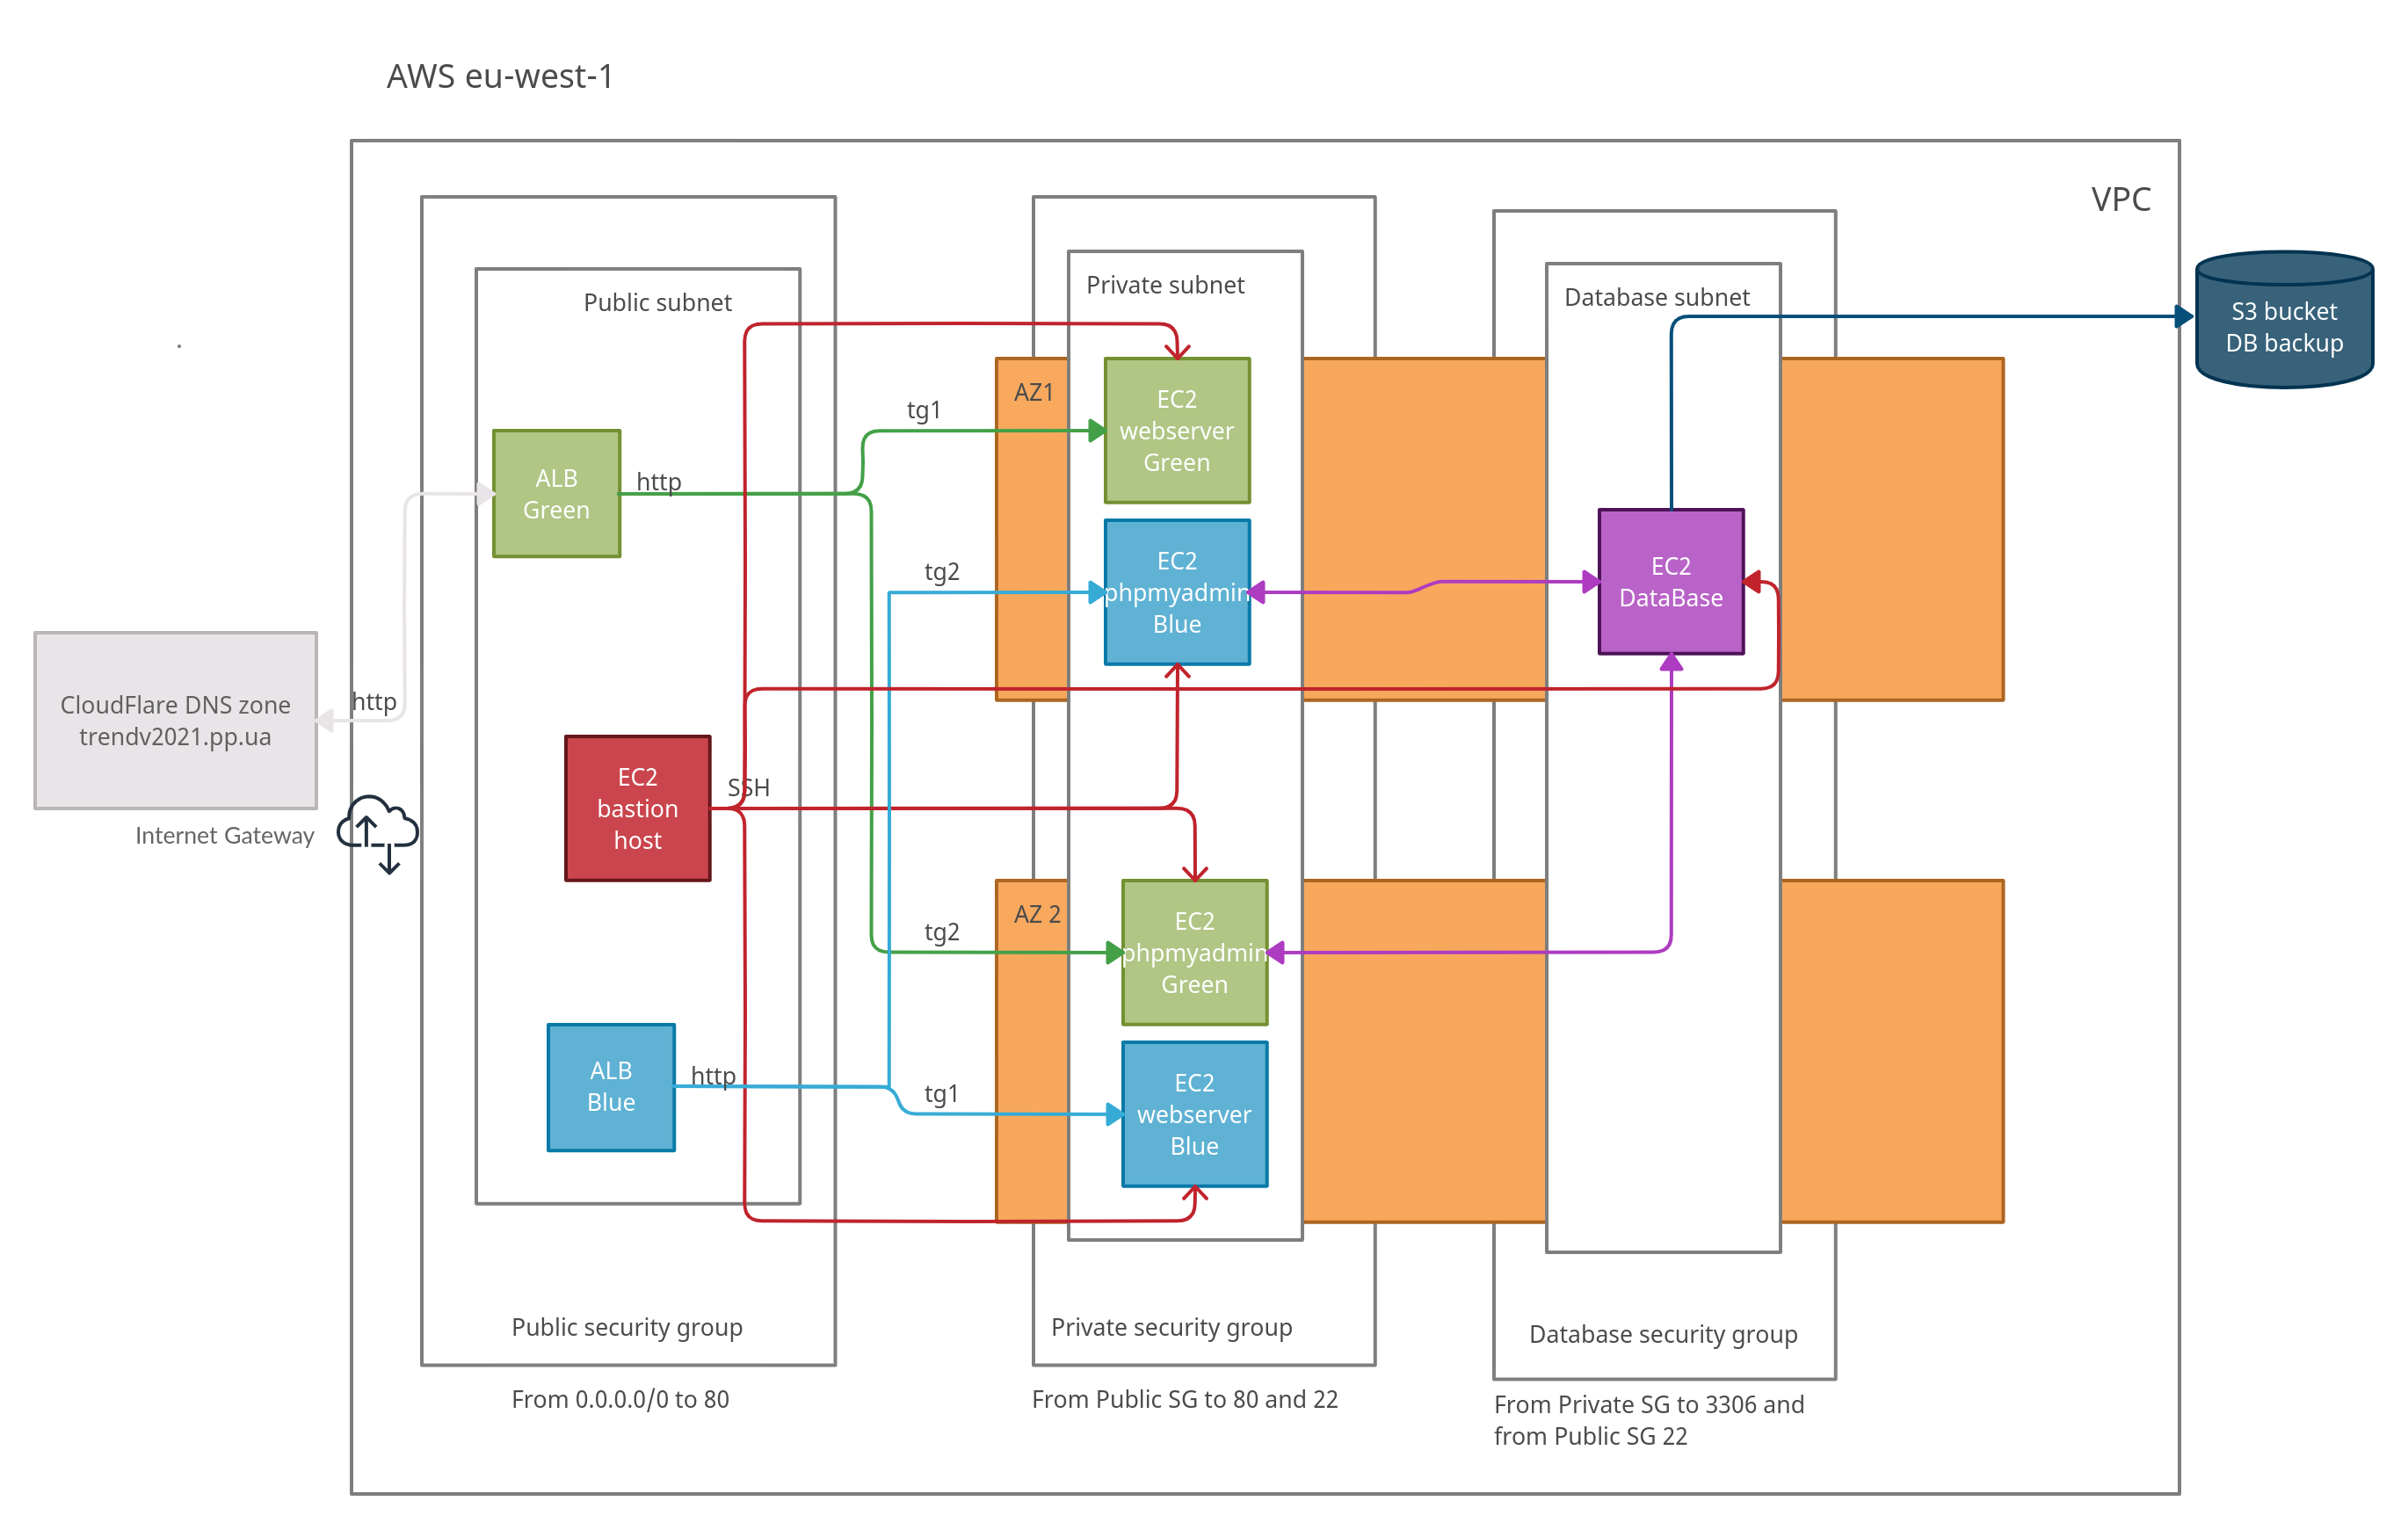 AWS eu-west-1
VPC
Public subnet
Private subnet
Database subnet
S3 bucket
DB backup
AZ1
EC2
webserver
Green
tg1
ALB
Green
http
tg2
EC2
phpmyadmin
Blue
EC2
DataBase
CloudFlare DNS zone
trendv2021.pp.ua
http
Internet Gateway
EC2
bastion
host
SSH
AZ 2
tg2
EC2
phpmyadmin
Green
ALB
Blue
http
tg1
EC2
webserver
Blue
Public security group
Private security group
Database security group
From 0.0.0.0/0 to 80
From Public SG to 80 and 22
From Private SG to 3306 and
from Public SG 22